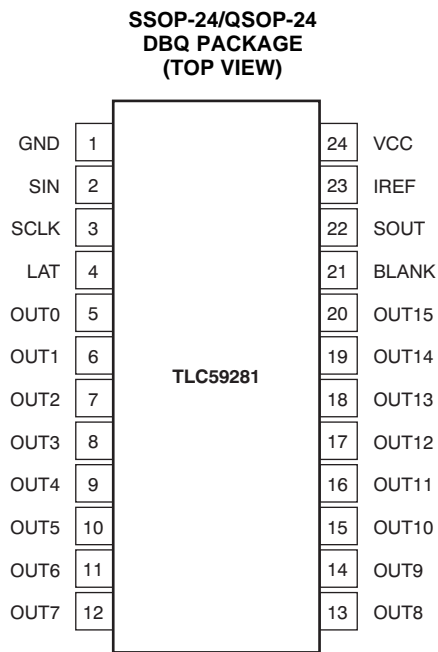 SSOP-24/QSOP-24
DBQ PACKAGE
(TOP VIEW)
GND 1 24 VCC
SIN 2 23 IREF
SCLK 3 22 SOUT
LAT 4 21 BLANK
OUT0 5 20 OUT15
OUT1 6 19 OUT14
TLC59281
OUT2 7 18 OUT13
OUT3 8 17 OUT12
OUT4 9 16 OUT11
OUT5 10 15 OUT10
OUT6 11 14 OUT9
OUT7 12 13 OUT8